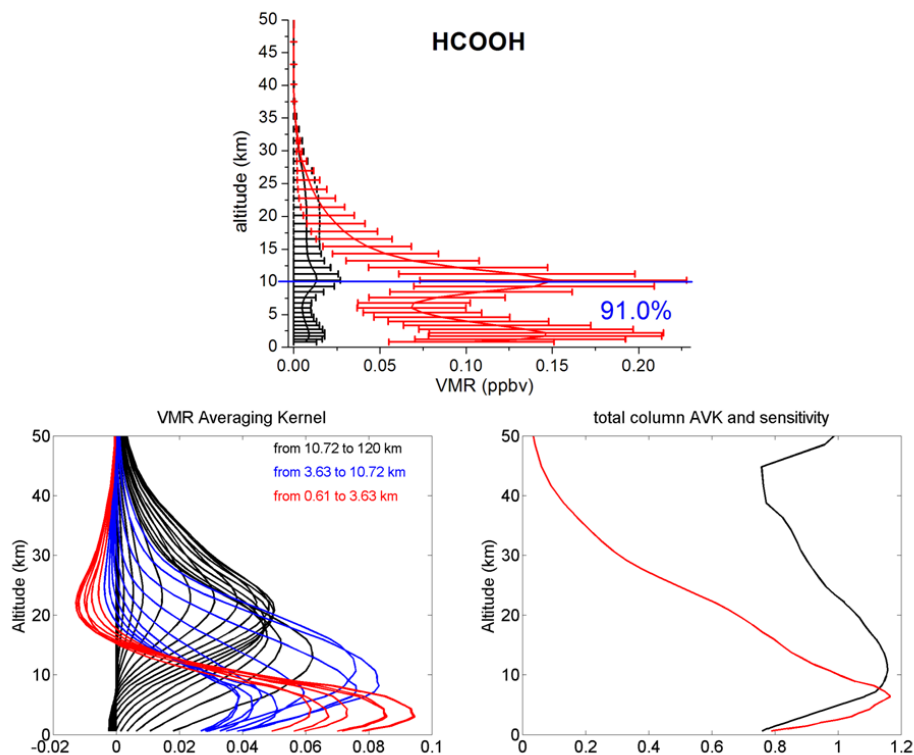 HCOOH
50
45
40
35
30
25
20
15
10
5
0
altitude (km)
91.0%
0.00 0.05 0.10 0.15 0.20
VMR (ppbv)
VMR Averaging Kernel
50
40
30
20
10
0
Altitude (km)
from 10.72 to 120 km
from 3.63 to 10.72 km
from 0.61 to 3.63 km
-0.02 0 0.02 0.04 0.06 0.08 0.1
total column AVK and sensitivity
50
40
30
20
10
0
Altitude (km)
0 0.2 0.4 0.6 0.8 1 1.2